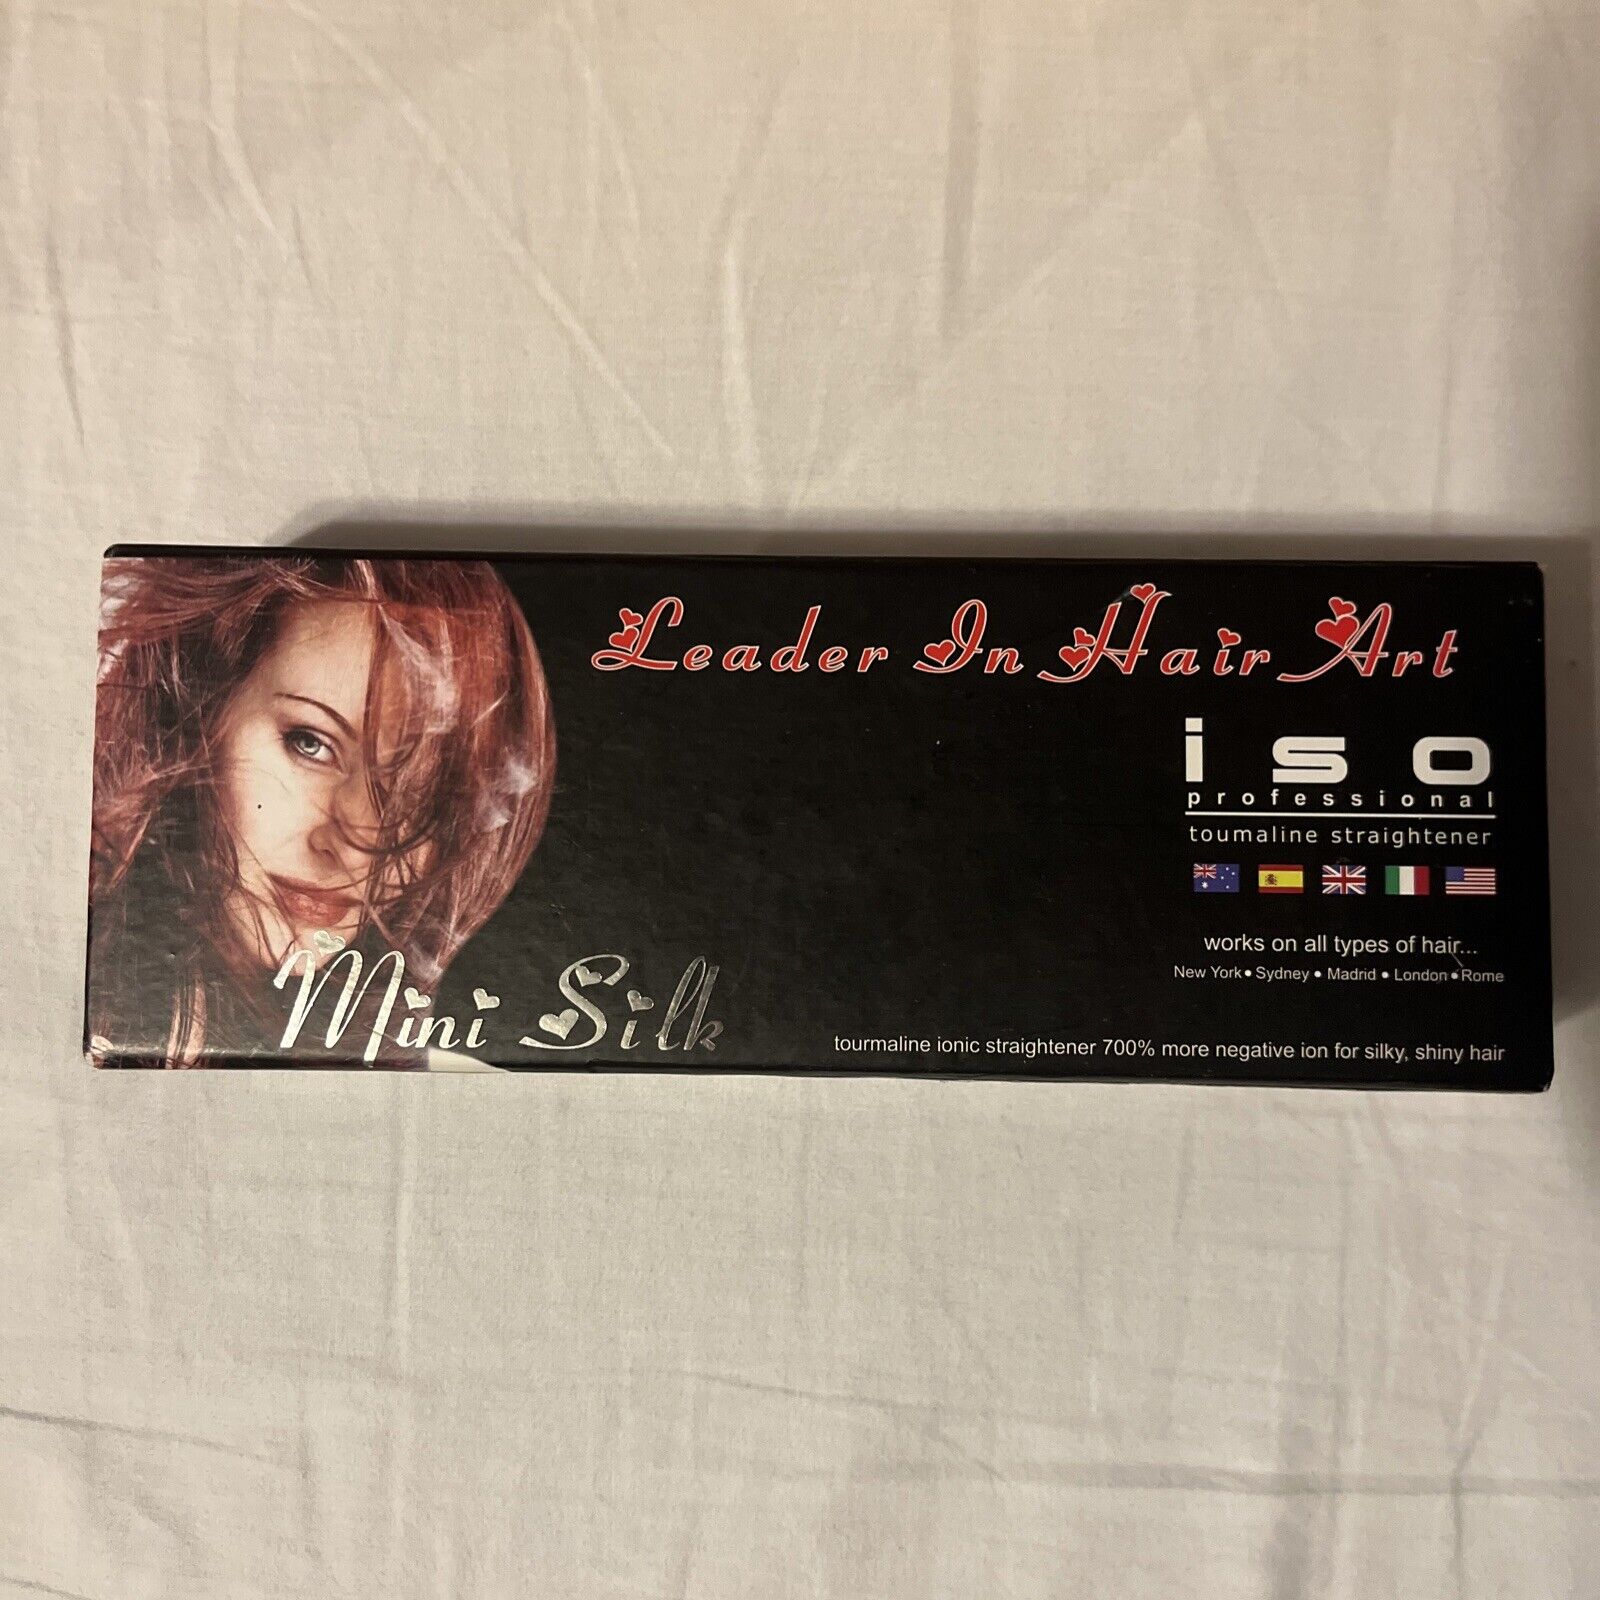 Leader In Hair Art
iso
professional
toumaline straightener
works on all types of hair...
New York • Sydney • Madrid • London • Rome
Mini Silk
tourmaline ionic straightener 700% more negative ion for silky, shiny hair